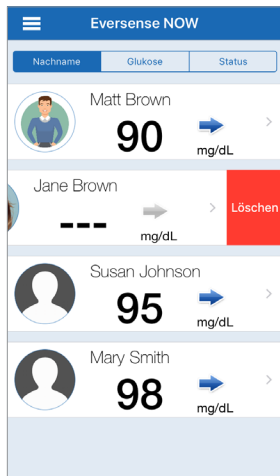 Eversense NOW
Nachname Glukose Status
Matt Brown
90
mg/dL
Jane Brown
---
mg/dL
Löschen
Susan Johnson
95
mg/dL
Mary Smith
98
mg/dL